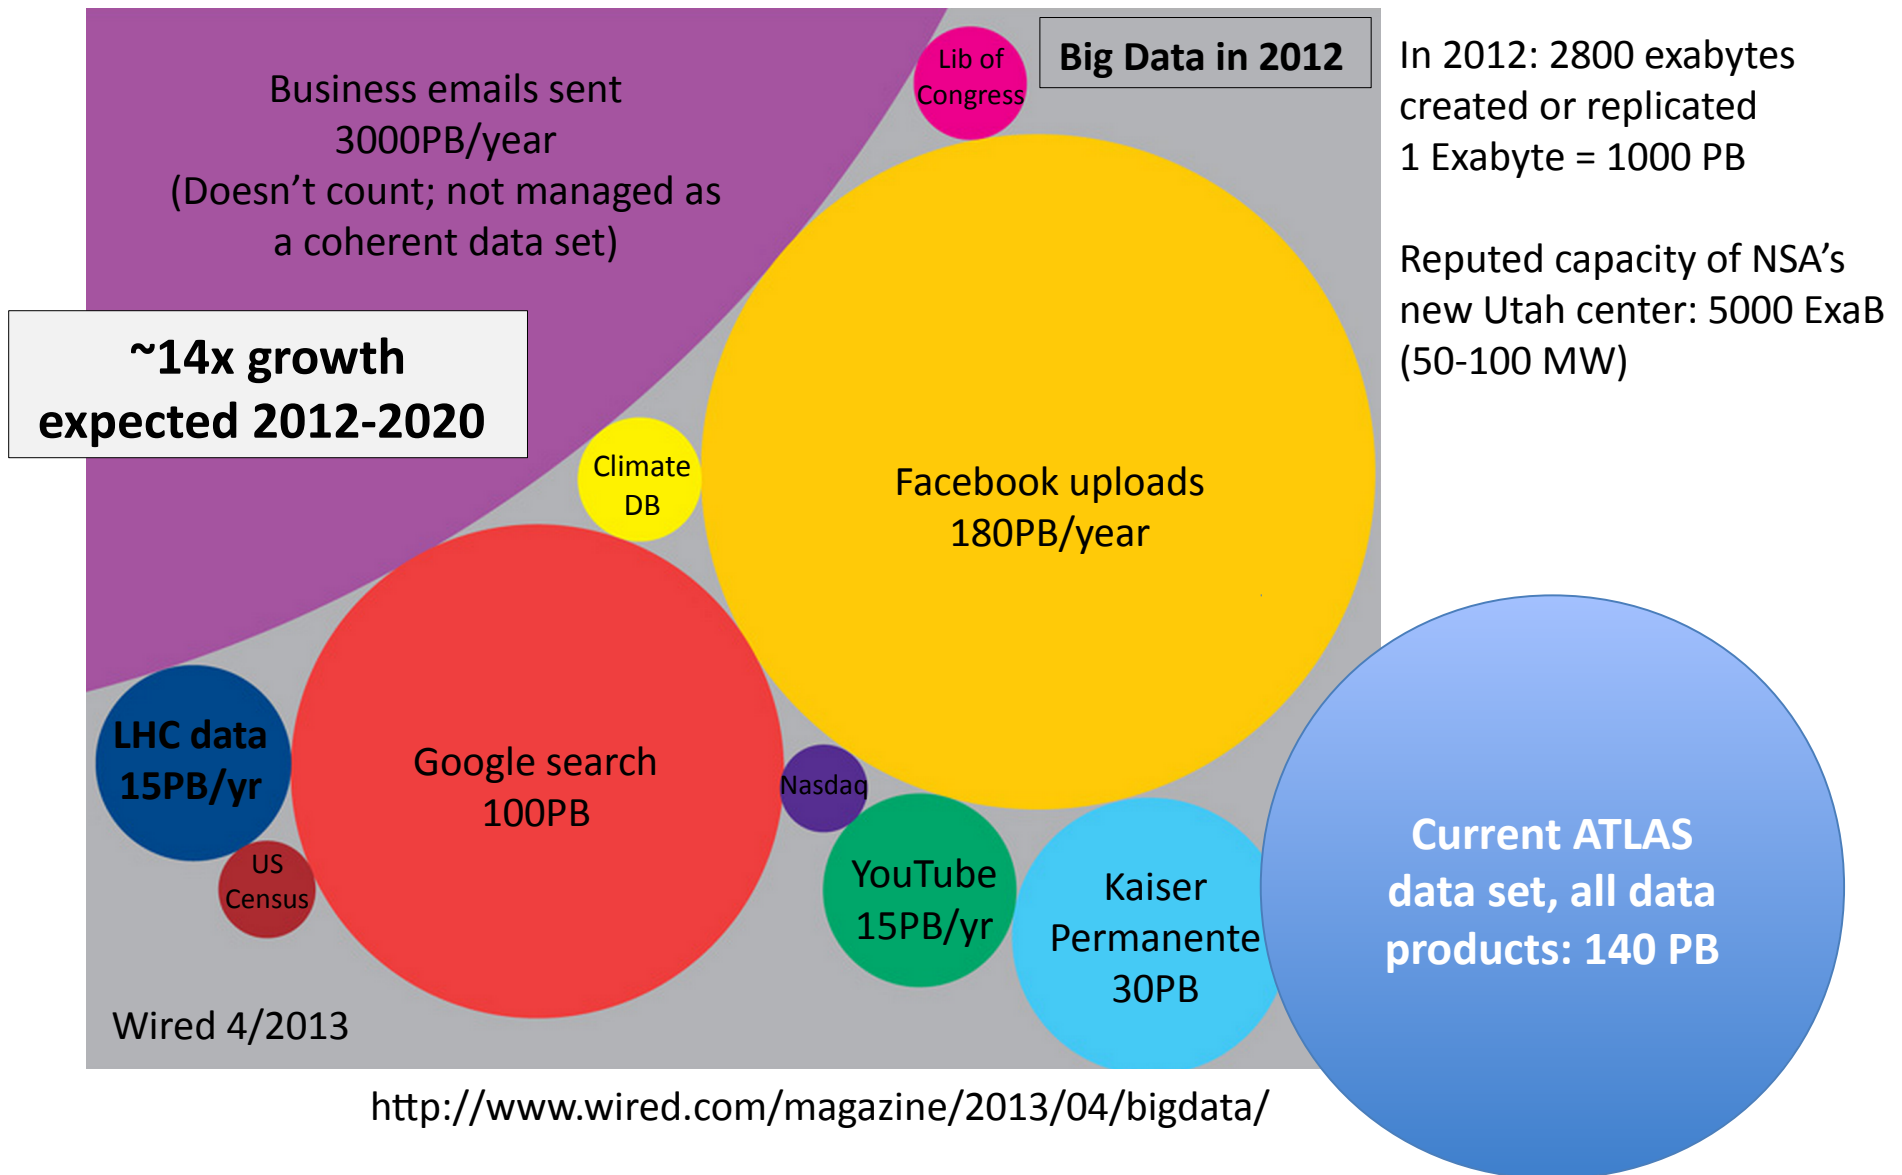 Big Data in 2012
Business emails sent
3000PB/year
(Doesn’t count; not managed as
a coherent data set)
Lib of
Congress
In 2012: 2800 exabytes
created or replicated
1 Exabyte = 1000 PB
Reputed capacity of NSA’s
new Utah center: 5000 ExaB
(50-100 MW)
~14x growth
expected 2012-2020
Climate
DB
Facebook uploads
180PB/year
LHC data
15PB/yr
Google search
100PB
Nasdaq
US
Census
YouTube
15PB/yr
Kaiser
Permanente
30PB
Current ATLAS
data set, all data
products: 140 PB
Wired 4/2013
http://www.wired.com/magazine/2013/04/bigdata/